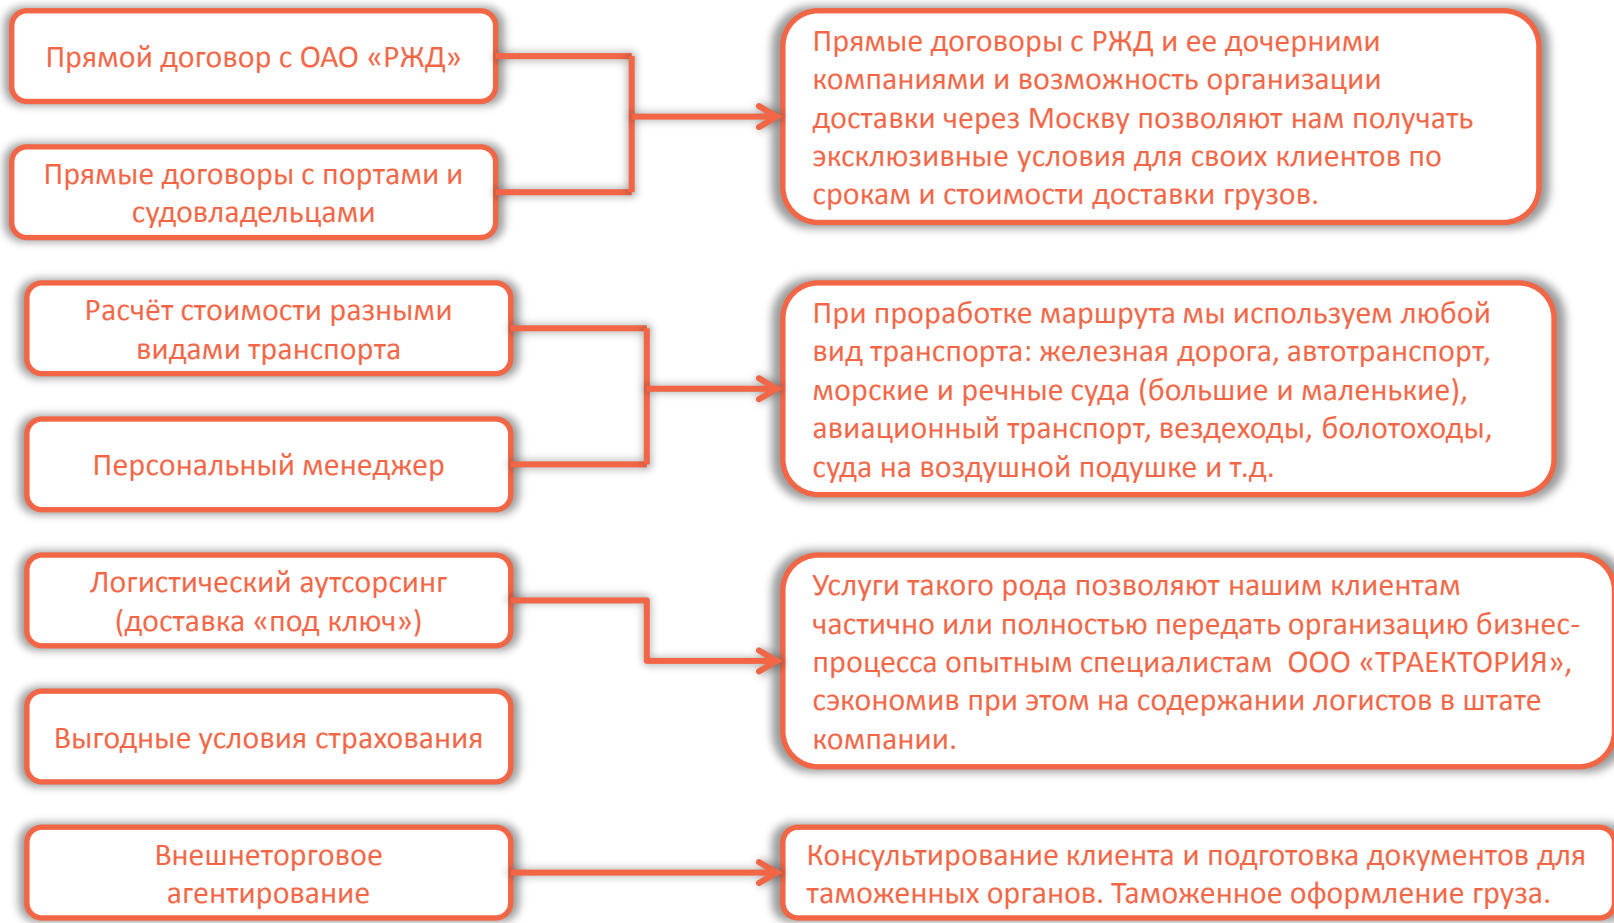 Прямой договор с ОАО «РЖД»
Прямые договоры с портами и
судовладельцами
Прямые договоры с РЖД и ее дочерними
компаниями и возможность организации
доставки через Москву позволяют нам получать
эксклюзивные условия для своих клиентов по
срокам и стоимости доставки грузов.
Расчёт стоимости разными
видами транспорта
Персональный менеджер
При проработке маршрута мы используем любой
вид транспорта: железная дорога, автотранспорт,
морские и речные суда (большие и маленькие),
авиационный транспорт, вездеходы, болотоходы,
суда на воздушной подушке и т.д.
Логистический аутсорсинг
(доставка «под ключ»)
Выгодные условия страхования
Услуги такого рода позволяют нашим клиентам
частично или полностью передать организацию бизнес-
процесса опытным специалистам ООО «ТРАЕКТОРИЯ»,
сэкономив при этом на содержании логистов в штате
компании.
Внешнеторговое
агентирование
Консультирование клиента и подготовка документов для
таможенных органов. Таможенное оформление груза.